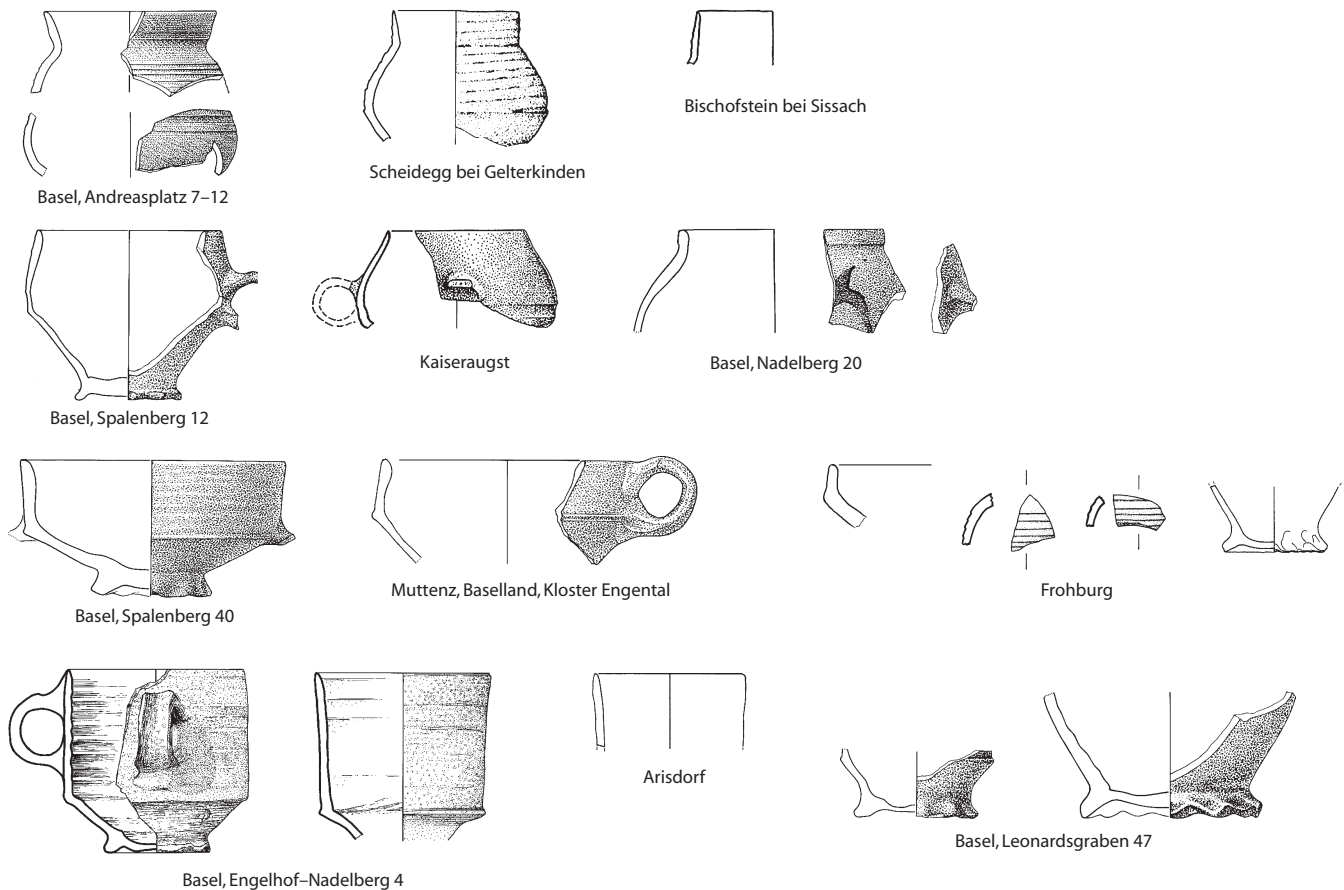 Bischofstein bei Sissach
Scheidegg bei Gelterkinden
Basel, Andreasplatz 7–12
Kaiseraugst
Basel, Nadelberg 20
Basel, Spalenberg 12
Muttenz, Baselland, Kloster Engental
Frohburg
Basel, Spalenberg 40
Arisdorf
Basel, Leonardsgraben 47
Basel, Engelhof–Nadelberg 4